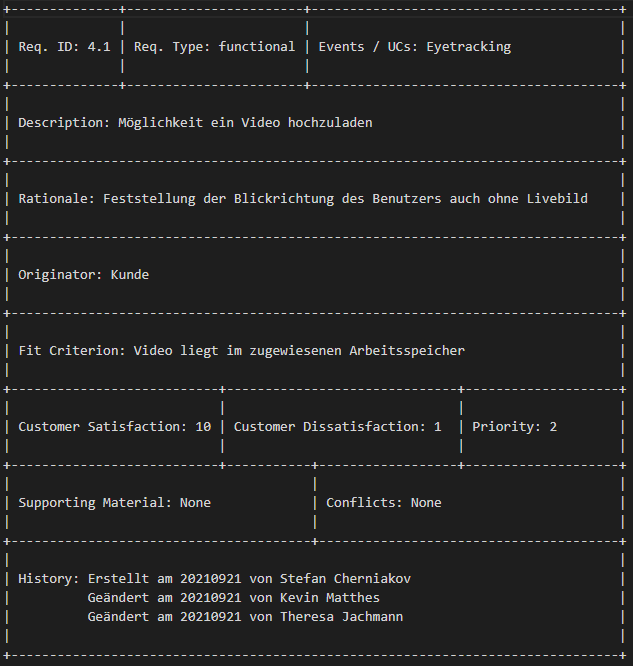 Req. ID: 4.1 | Req. Type: functional | Events / UCs: Eyetracking
Description: Möglichkeit ein Video hochzuladen
Rationale: Feststellung der Blickrichtung des Benutzers auch ohne Livebild
Originator: Kunde
Fit Criterion: Video liegt im zugewiesenen Arbeitsspeicher
Customer Satisfaction: 10 | Customer Dissatisfaction: 1 | Priority: 2
Supporting Material: None | Conflicts: None
History: Erstellt am 20210921 von Stefan Cherniakov
Geändert am 20210921 von Kevin Matthes
Geändert am 20210921 von Theresa Jachmann